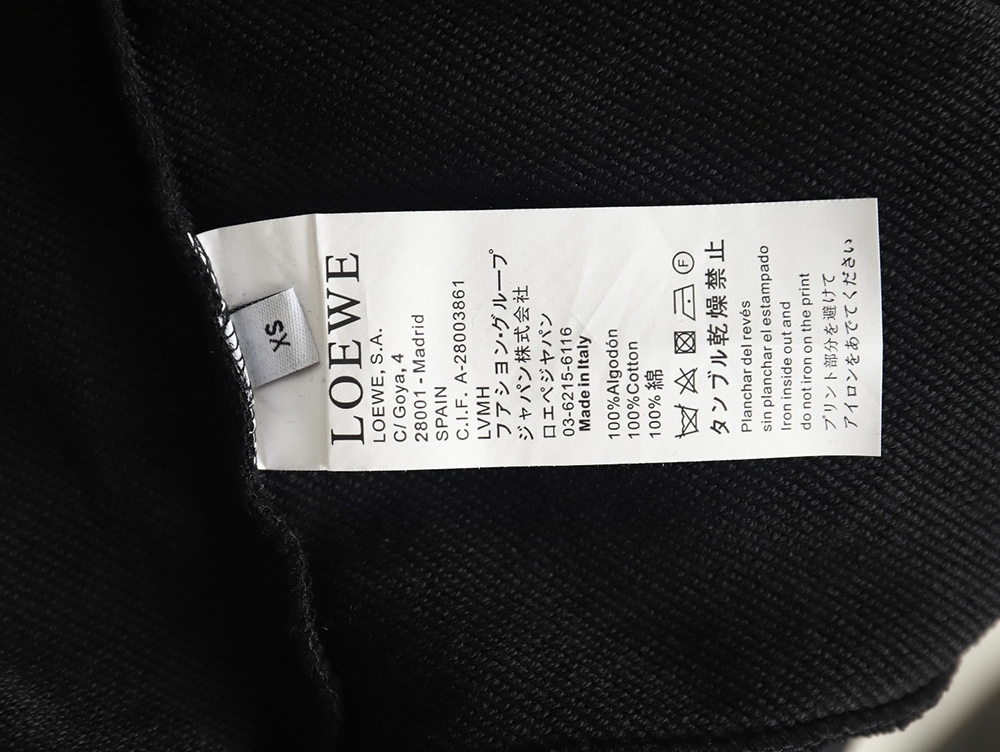 XS
LOEWE
LOEWE, S.A.
C/ Goya, 4
28001 - Madrid
SPAIN
C.I.F. A-28003861
LVMH
フアション・グループ
ジャパン株式会社
ロエベジャパン
03-6215-6116
Made in Italy
100%Algodón
100%Cotton
100%綿
F
タンブル乾燥禁止
Planchar del revés
sin planchar el estampado
Iron inside out and
do not iron on the print
プリント部分を避けて
アイロンをあでてください